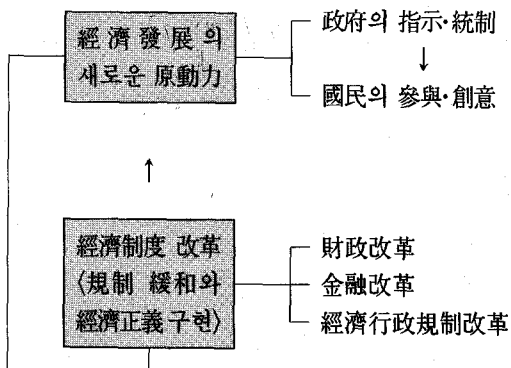 經濟發展의
새로운 原動力
政府의 指示·統制
↓
國民의 參與·創意
↑
經濟制度 改革
〈規制 緩和와
經濟正義 구현〉
財政改革
金融改革
經濟行政規制改革